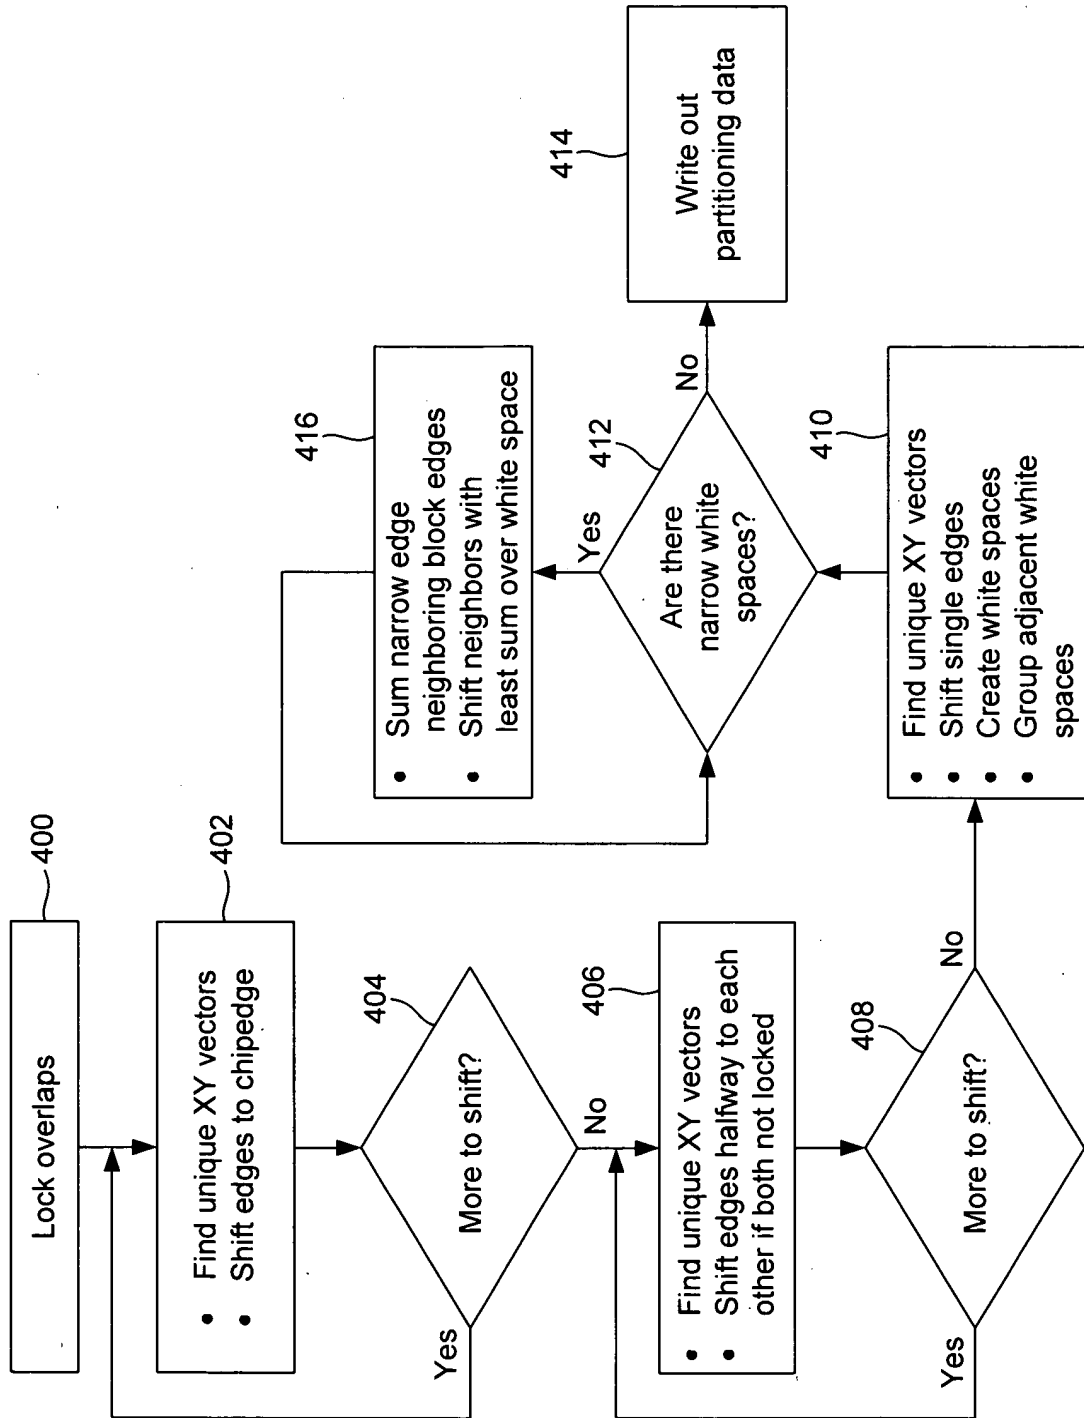 Lock overlaps
400
• Find unique XY vectors
• Shift edges to chipedge
402
More to shift?
404
Yes
No
• Find unique XY vectors
• Shift edges halfway to each
other if both not locked
406
More to shift?
408
Yes
No
• Find unique XY vectors
• Shift single edges
• Create white spaces
• Group adjacent white
spaces
410
Are there
narrow white
spaces?
412
Yes
No
• Sum narrow edge
neighboring block edges
• Shift neighbors with
least sum over white space
416
Write out
partitioning data
414